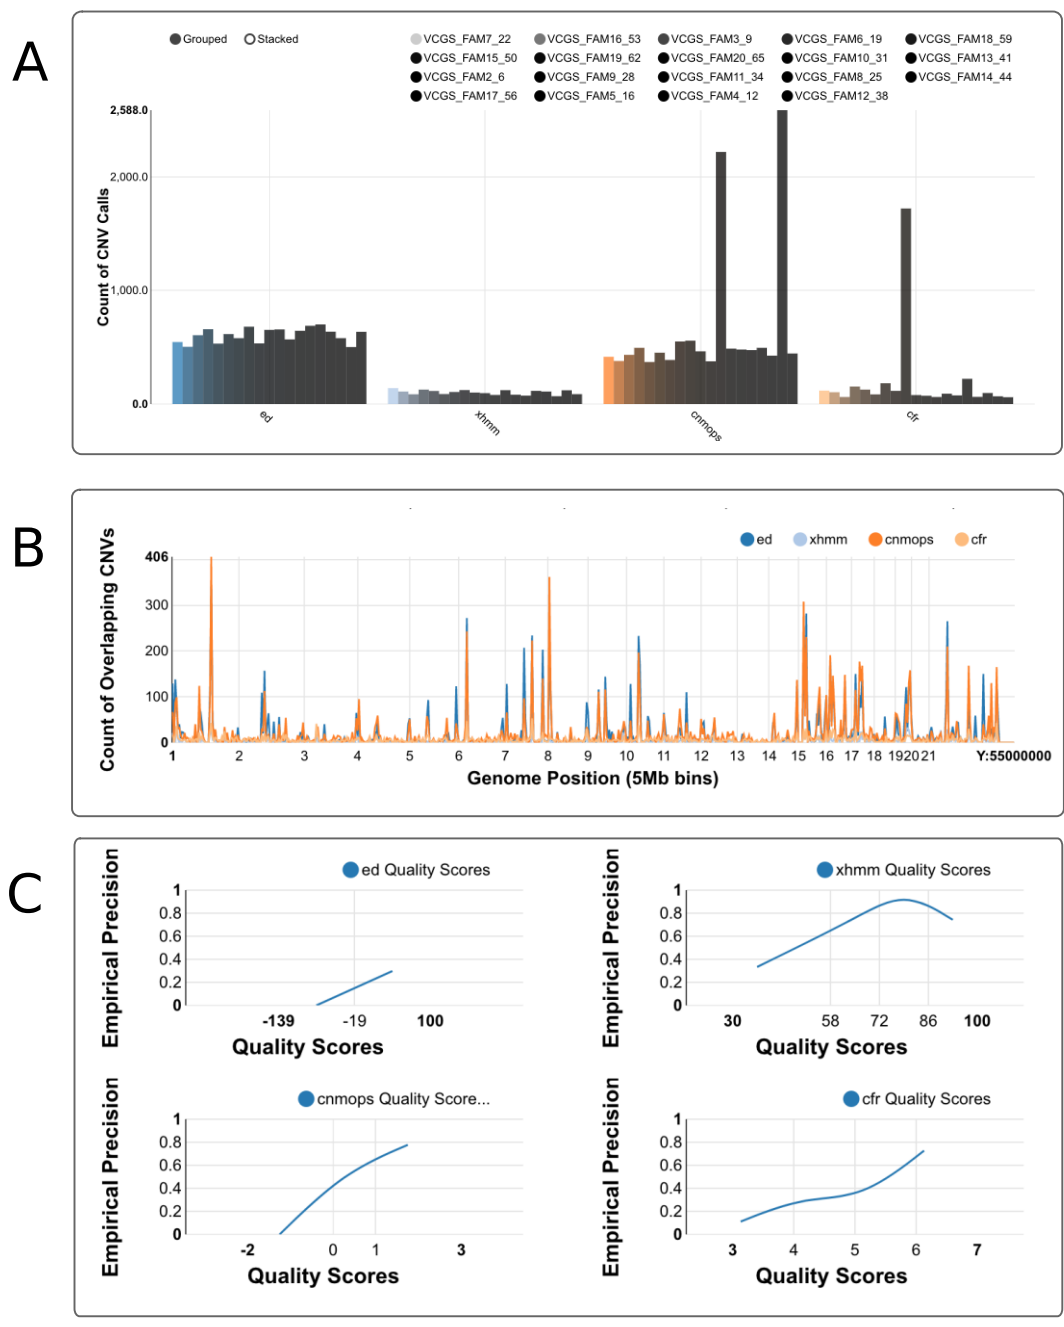 A
Grouped Stacked
VCGS_FAM7_22 VCGS_FAM16_53 VCGS_FAM3_9 VCGS_FAM6_19 VCGS_FAM18_59
VCGS_FAM15_50 VCGS_FAM19_62 VCGS_FAM20_65 VCGS_FAM10_31 VCGS_FAM13_41
VCGS_FAM2_6 VCGS_FAM9_28 VCGS_FAM11_34 VCGS_FAM8_25 VCGS_FAM14_44
VCGS_FAM17_56 VCGS_FAM5_16 VCGS_FAM4_12 VCGS_FAM12_38
Count of CNV Calls
2,588.0
2,000.0
1,000.0
0.0
ed xhmm cnmops cfr
B
ed xhmm cnmops cfr
Count of Overlapping CNVs
406
300
200
100
0
1 2 3 4 5 6 7 8 9 10 11 12 13 14 15 16 17 18 19 20 21 Y:55000000
Genome Position (5Mb bins)
C
ed Quality Scores
Empirical Precision
1
0.8
0.6
0.4
0.2
0
-139 -19 100
Quality Scores
xhmm Quality Scores
Empirical Precision
1
0.8
0.6
0.4
0.2
0
30 58 72 86 100
Quality Scores
cnmops Quality Score...
Empirical Precision
1
0.8
0.6
0.4
0.2
0
-2 0 1 3
Quality Scores
cfr Quality Scores
Empirical Precision
1
0.8
0.6
0.4
0.2
0
3 4 5 6 7
Quality Scores